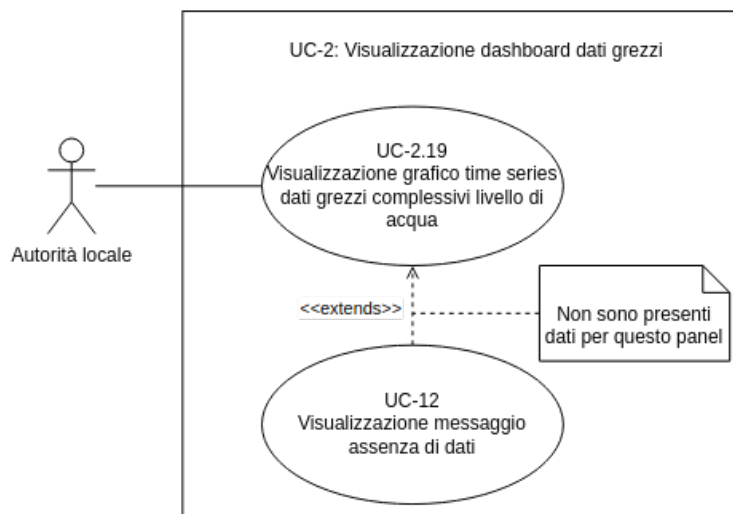 UC-2: Visualizzazione dashboard dati grezzi
UC-2.19
Visualizzazione grafico time series
dati grezzi complessivi livello di
acqua
Autorità locale
<<extends>>
Non sono presenti
dati per questo panel
UC-12
Visualizzazione messaggio
assenza di dati